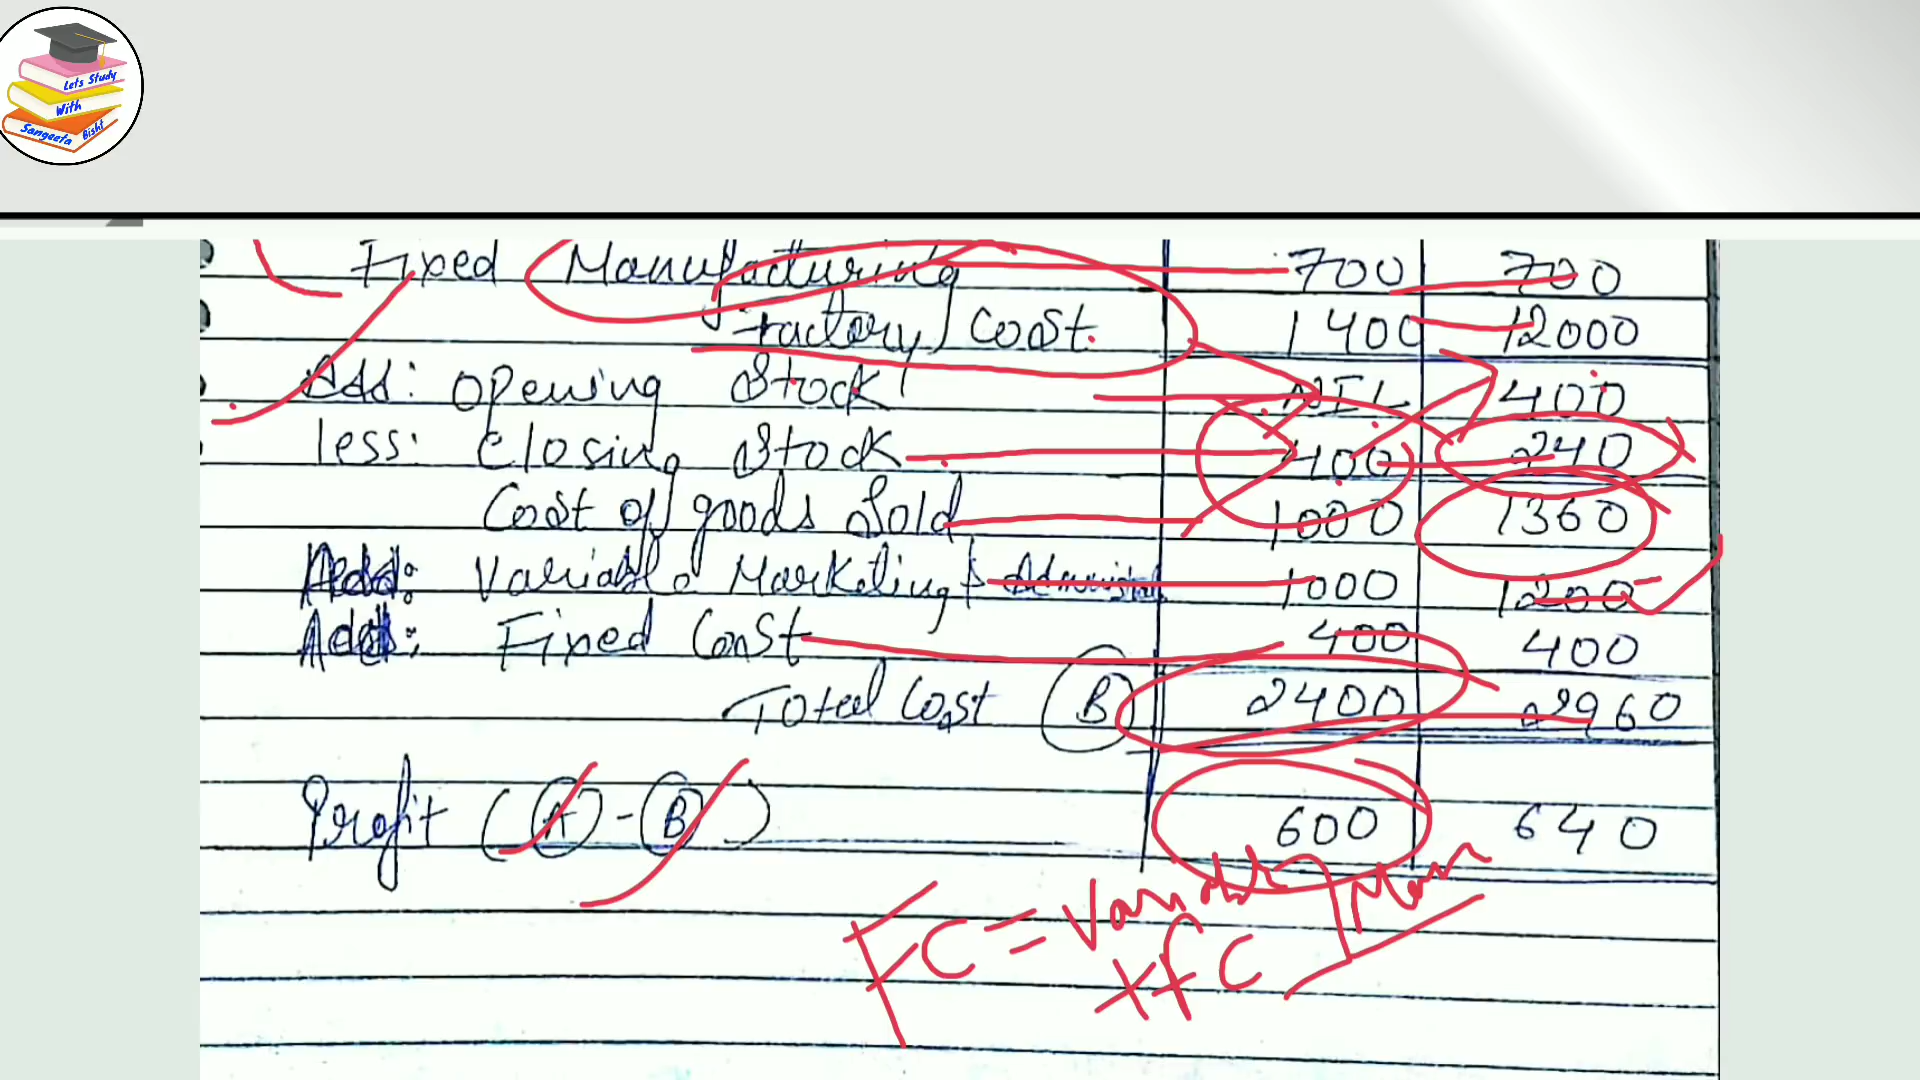 Lets Study
With
Sangeeta Bisht
Fixed Manufacturing 700 700
Factory Cost. 1400 12000
Add: Opening Stock NIL 400
less: Closing Stock 400 240
Cost of goods Sold 1000 1360
Add: Variable Marketing + 1000 1200
Add: Fixed Cost 400 400
Total Cost (B) 2400 2960
Profit (A - B) 600 640
FC = Variable Man
+ FC